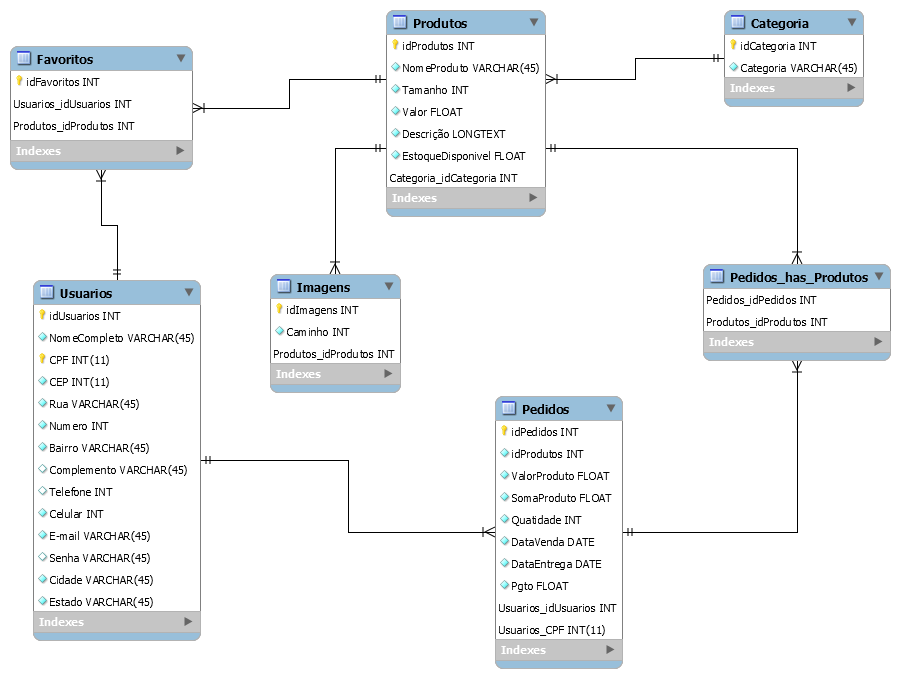 Favoritos
idFavoritos INT
Usuarios_idUsuarios INT
Produtos_idProdutos INT
Indexes
Produtos
idProdutos INT
NomeProduto VARCHAR(45)
Tamanho INT
Valor FLOAT
Descrição LONGTEXT
EstoqueDisponivel FLOAT
Categoria_idCategoria INT
Indexes
Categoria
idCategoria INT
Categoria VARCHAR(45)
Indexes
Usuarios
idUsuarios INT
NomeCompleto VARCHAR(45)
CPF INT(11)
CEP INT(11)
Rua VARCHAR(45)
Numero INT
Bairro VARCHAR(45)
Complemento VARCHAR(45)
Telefone INT
Celular INT
E-mail VARCHAR(45)
Senha VARCHAR(45)
Cidade VARCHAR(45)
Estado VARCHAR(45)
Indexes
Imagens
idImagens INT
Caminho INT
Produtos_idProdutos INT
Indexes
Pedidos_has_Produtos
Pedidos_idPedidos INT
Produtos_idProdutos INT
Indexes
Pedidos
idPedidos INT
idProdutos INT
ValorProduto FLOAT
SomaProduto FLOAT
Quatidade INT
DataVenda DATE
DataEntrega DATE
Pgto FLOAT
Usuarios_idUsuarios INT
Usuarios_CPF INT(11)
Indexes